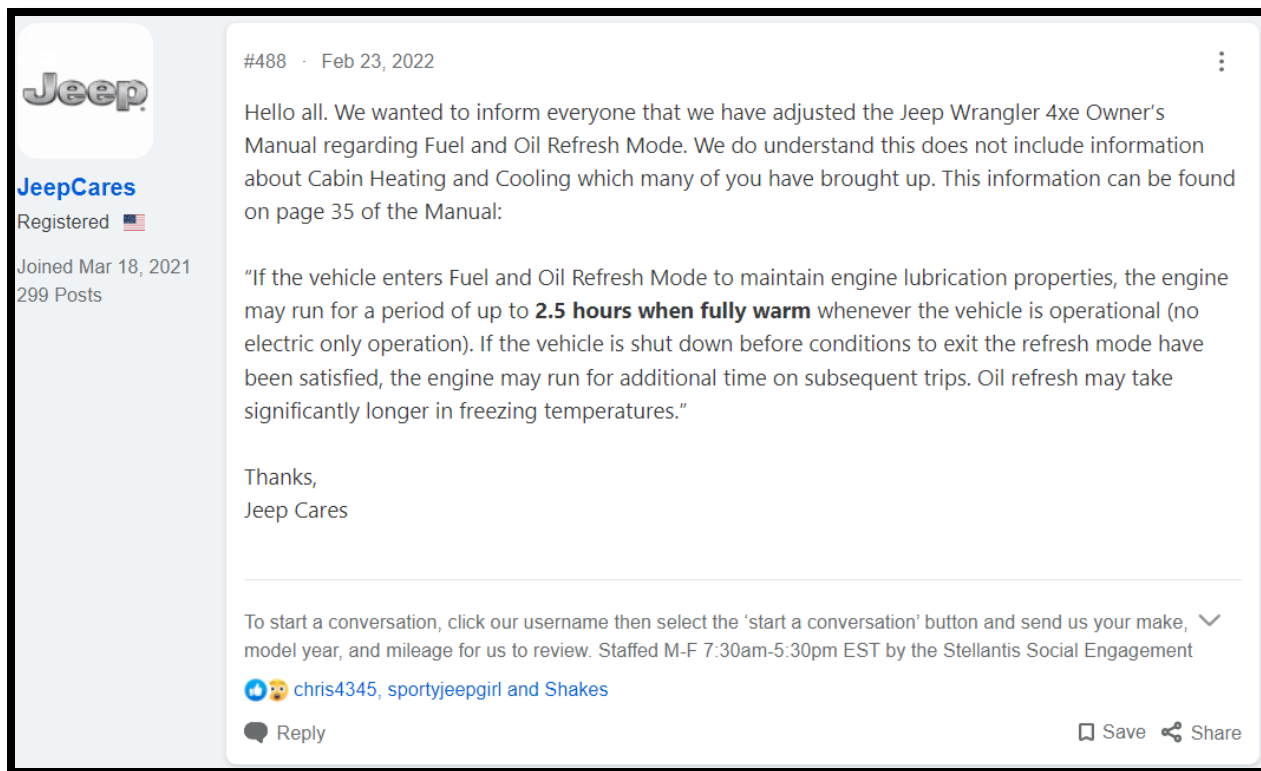 Jeep
JeepCares
Registered
Joined Mar 18, 2021
299 Posts
#488 · Feb 23, 2022
Hello all. We wanted to inform everyone that we have adjusted the Jeep Wrangler 4xe Owner’s
Manual regarding Fuel and Oil Refresh Mode. We do understand this does not include information
about Cabin Heating and Cooling which many of you have brought up. This information can be found
on page 35 of the Manual:
“If the vehicle enters Fuel and Oil Refresh Mode to maintain engine lubrication properties, the engine
may run for a period of up to 2.5 hours when fully warm whenever the vehicle is operational (no
electric only operation). If the vehicle is shut down before conditions to exit the refresh mode have
been satisfied, the engine may run for additional time on subsequent trips. Oil refresh may take
significantly longer in freezing temperatures.”
Thanks,
Jeep Cares
To start a conversation, click our username then select the ‘start a conversation’ button and send us your make,
model year, and mileage for us to review. Staffed M-F 7:30am-5:30pm EST by the Stellantis Social Engagement
chris4345, sportyjeepgirl and Shakes
Reply
Save Share